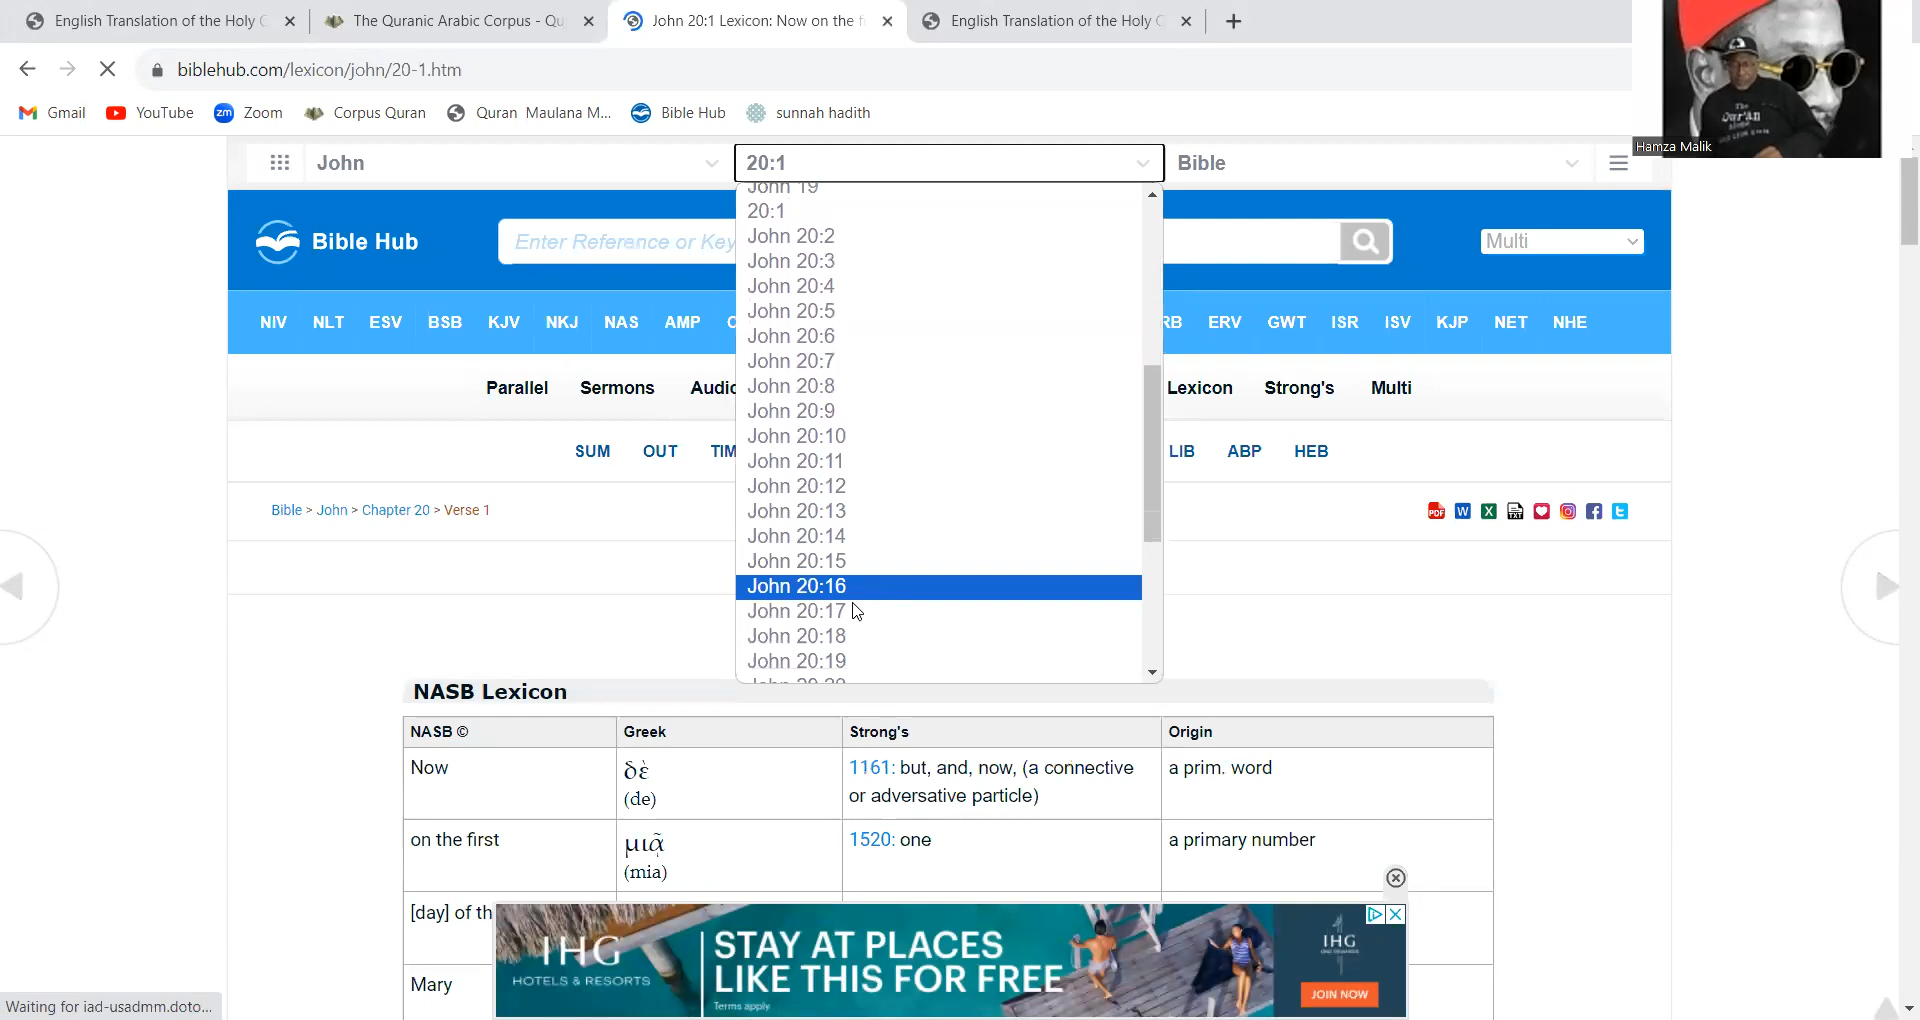 English Translation of the Holy
The Quranic Arabic Corpus - Qu
John 20:1 Lexicon: Now on the f
English Translation of the Holy
biblehub.com/lexicon/john/20-1.htm
Gmail
YouTube
zm
Zoom
Corpus Quran
Quran Maulana M...
Bible Hub
sunnah hadith
The
Qur'an
Hamza Malik
John
20:1
Bible
John 19
20:1
John 20:2
John 20:3
John 20:4
John 20:5
John 20:6
John 20:7
John 20:8
John 20:9
John 20:10
John 20:11
John 20:12
John 20:13
John 20:14
John 20:15
John 20:16
John 20:17
John 20:18
John 20:19
Bible Hub
Enter Reference or Key
Multi
NIV NLT ESV BSB KJV NKJ NAS AMP
RB ERV GWT ISR ISV KJP NET NHE
Parallel Sermons Audio
Lexicon Strong's Multi
SUM OUT TIM
LIB ABP HEB
Bible > John > Chapter 20 > Verse 1
PDF W X TXT
NASB Lexicon
NASB © Greek Strong's Origin
Now
δὲ
(de)
1161: but, and, now, (a connective
or adversative particle)
a prim. word
on the first
μιᾷ
(mia)
1520: one
a primary number
[day] of th
Mary
IHG
HOTELS & RESORTS
STAY AT PLACES
LIKE THIS FOR FREE
Terms apply
IHG
JOIN NOW
Waiting for iad-usadmm.doto...